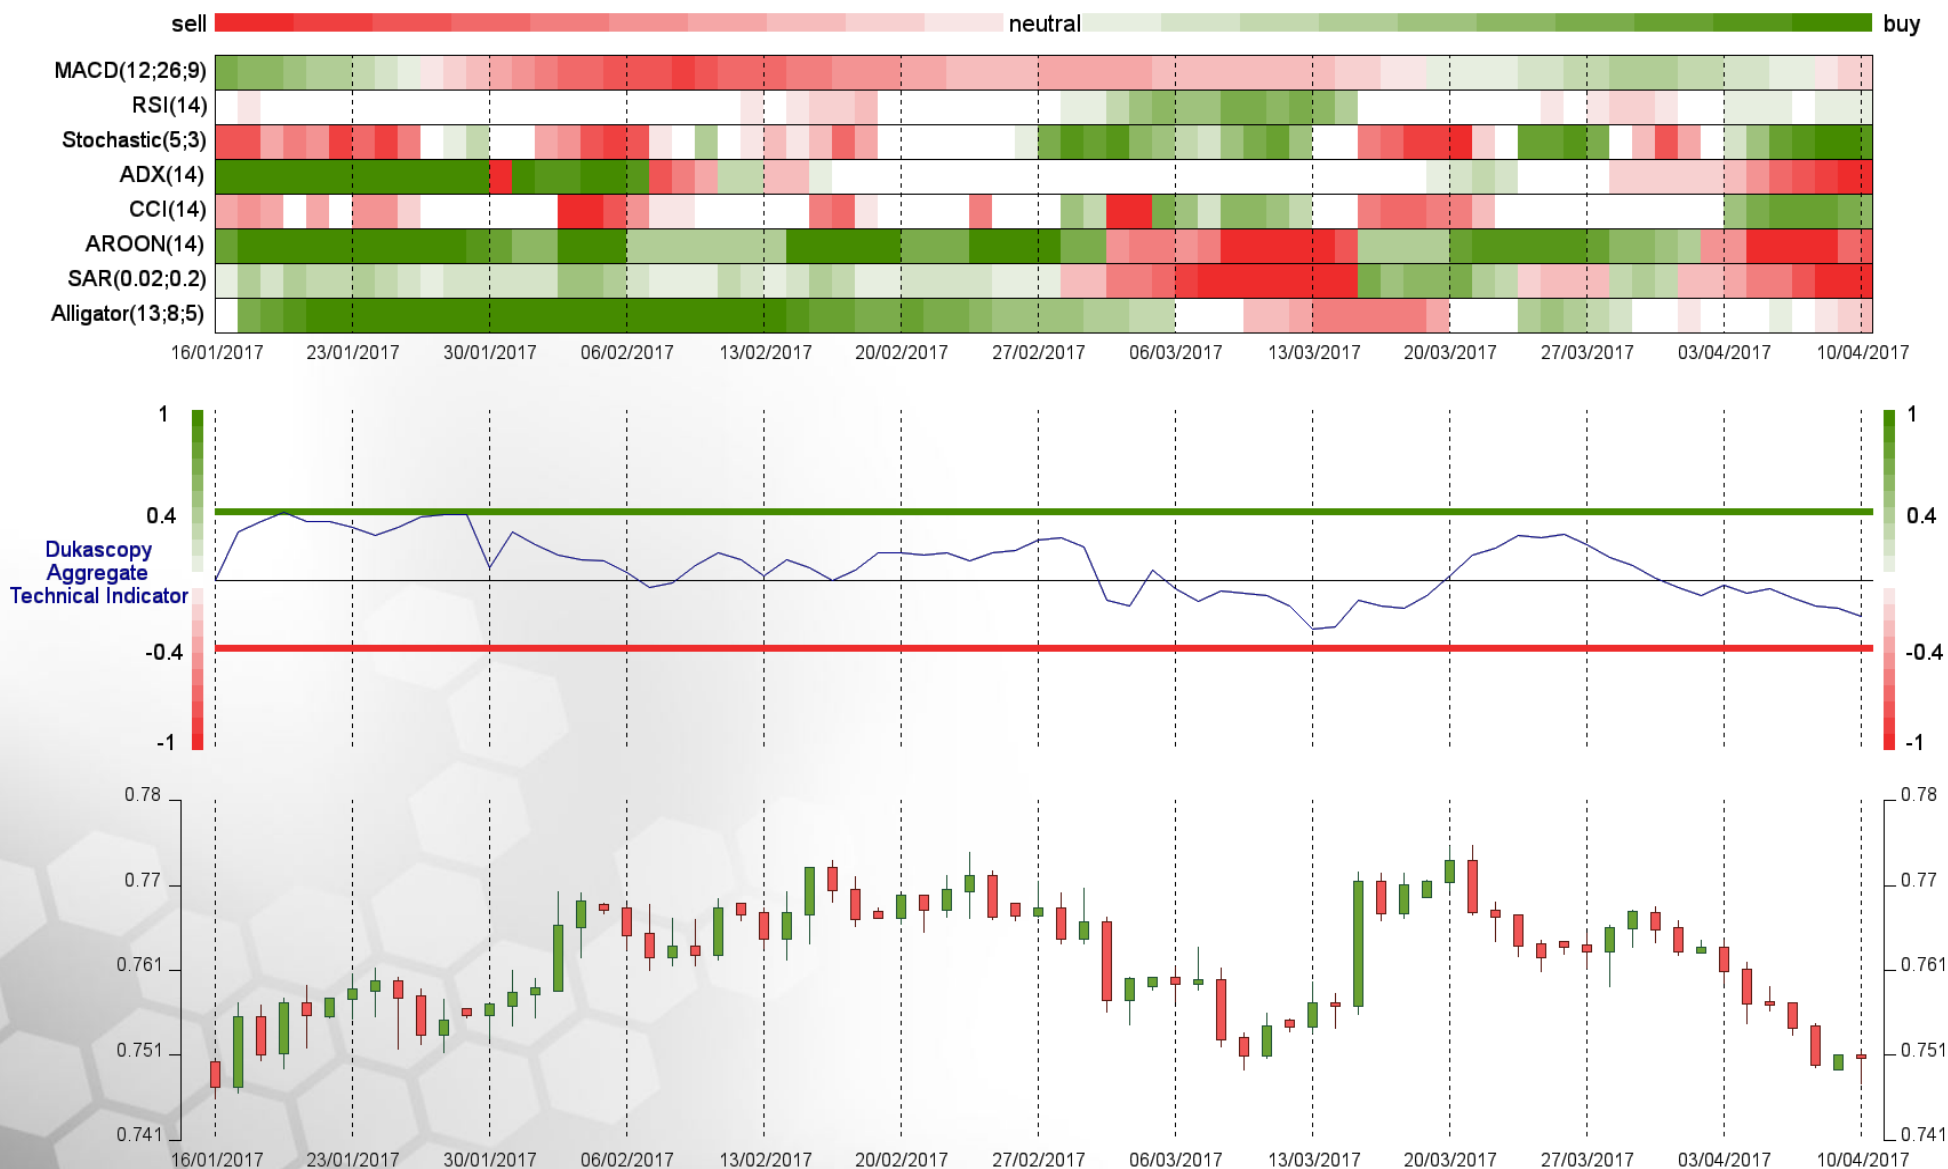 sell neutral buy
MACD(12;26;9)
RSI(14)
Stochastic(5;3)
ADX(14)
CCI(14)
AROON(14)
SAR(0.02;0.2)
Alligator(13;8;5)
16/01/2017 23/01/2017 30/01/2017 06/02/2017 13/02/2017 20/02/2017 27/02/2017 06/03/2017 13/03/2017 20/03/2017 27/03/2017 03/04/2017 10/04/2017
1 1
0.4 0.4
Dukascopy
Aggregate
Technical Indicator
-0.4 -0.4
-1 -1
0.78 0.78
0.77 0.77
0.761 0.761
0.751 0.751
0.741 0.741
16/01/2017 23/01/2017 30/01/2017 06/02/2017 13/02/2017 20/02/2017 27/02/2017 06/03/2017 13/03/2017 20/03/2017 27/03/2017 03/04/2017 10/04/2017